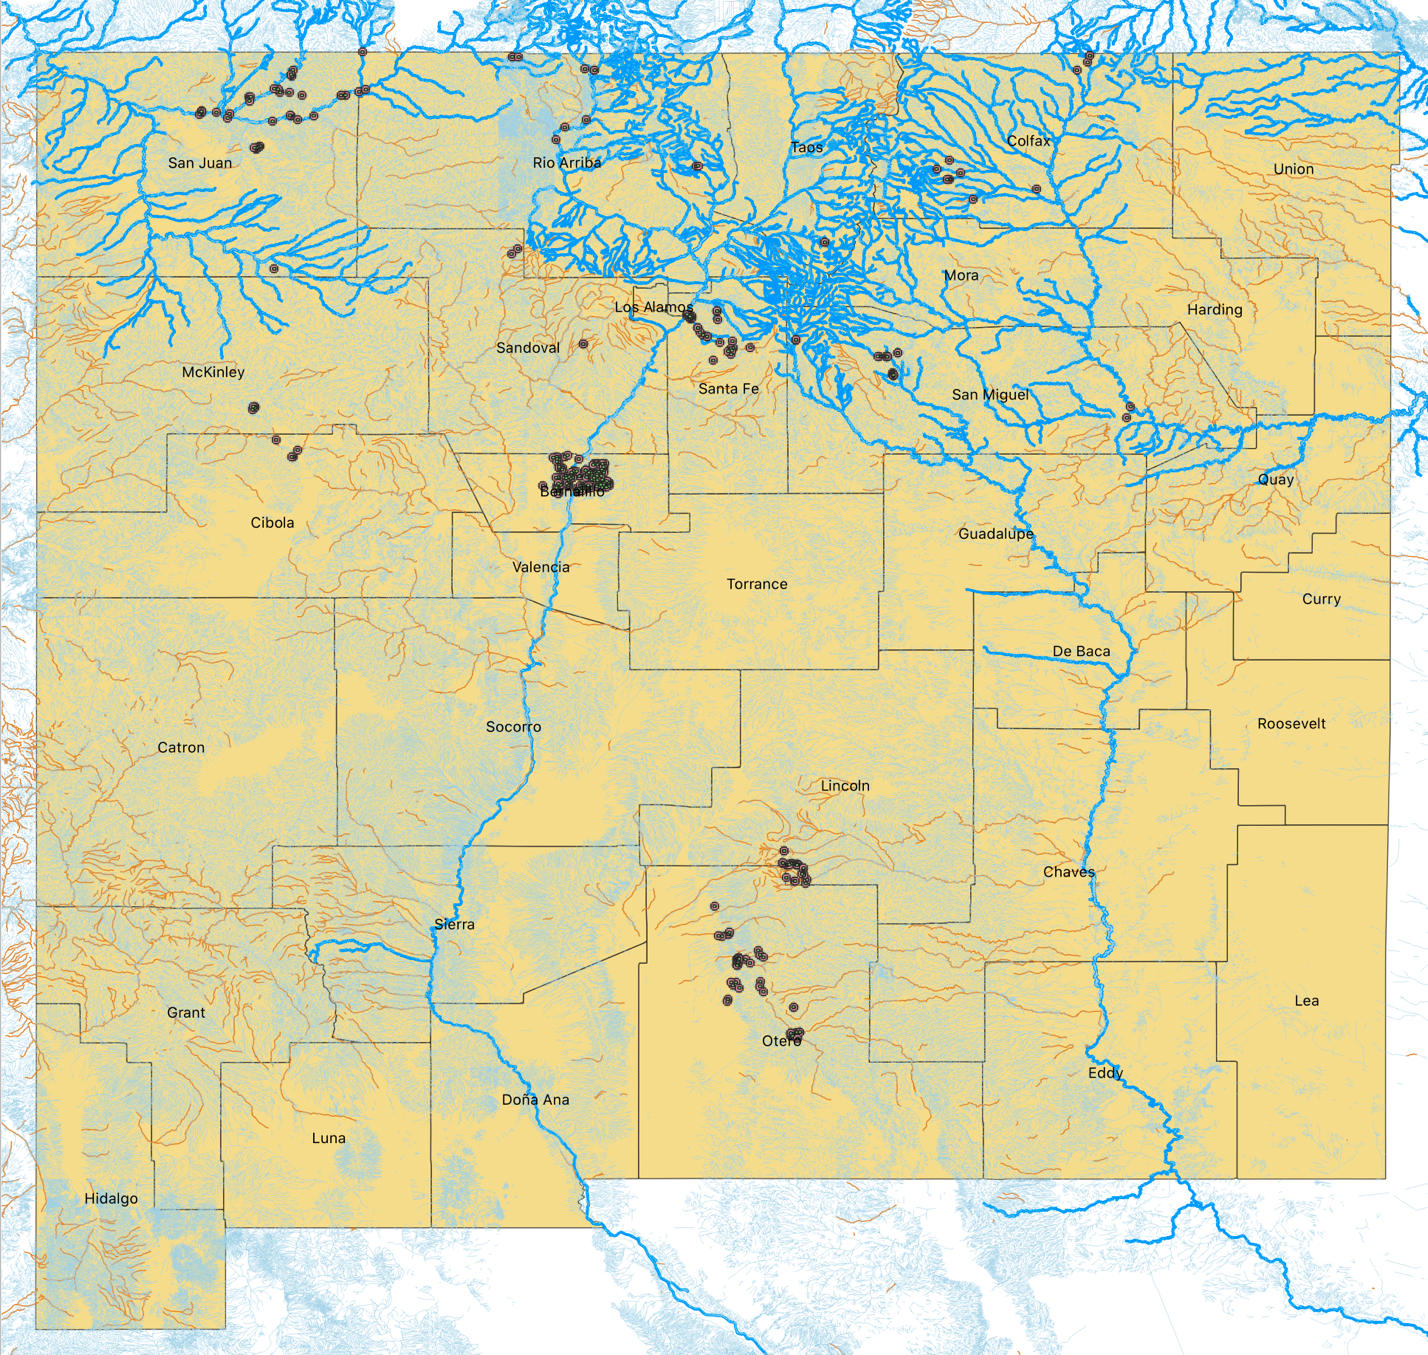 Taos
Colfax
San Juan
Rio Arriba
Union
Mora
Los Alamos
Harding
Sandoval
McKinley
Santa Fe
San Miguel
Quay
Bernalillo
Cibola
Guadalupe
Valencia
Torrance
Curry
De Baca
Socorro
Roosevelt
Catron
Lincoln
Chaves
Sierra
Lea
Grant
Otero
Eddy
Doña Ana
Luna
Hidalgo